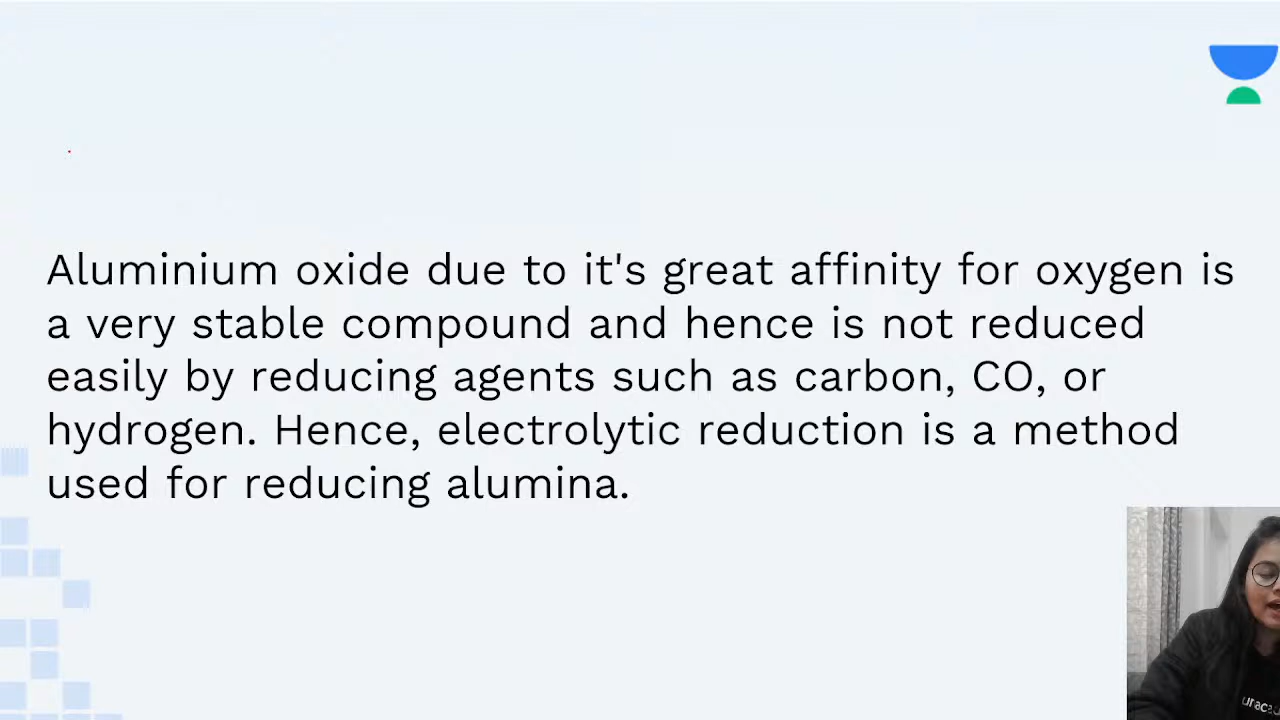 Aluminium oxide due to it's great affinity for oxygen is
a very stable compound and hence is not reduced
easily by reducing agents such as carbon, CO, or
hydrogen. Hence, electrolytic reduction is a method
used for reducing alumina.